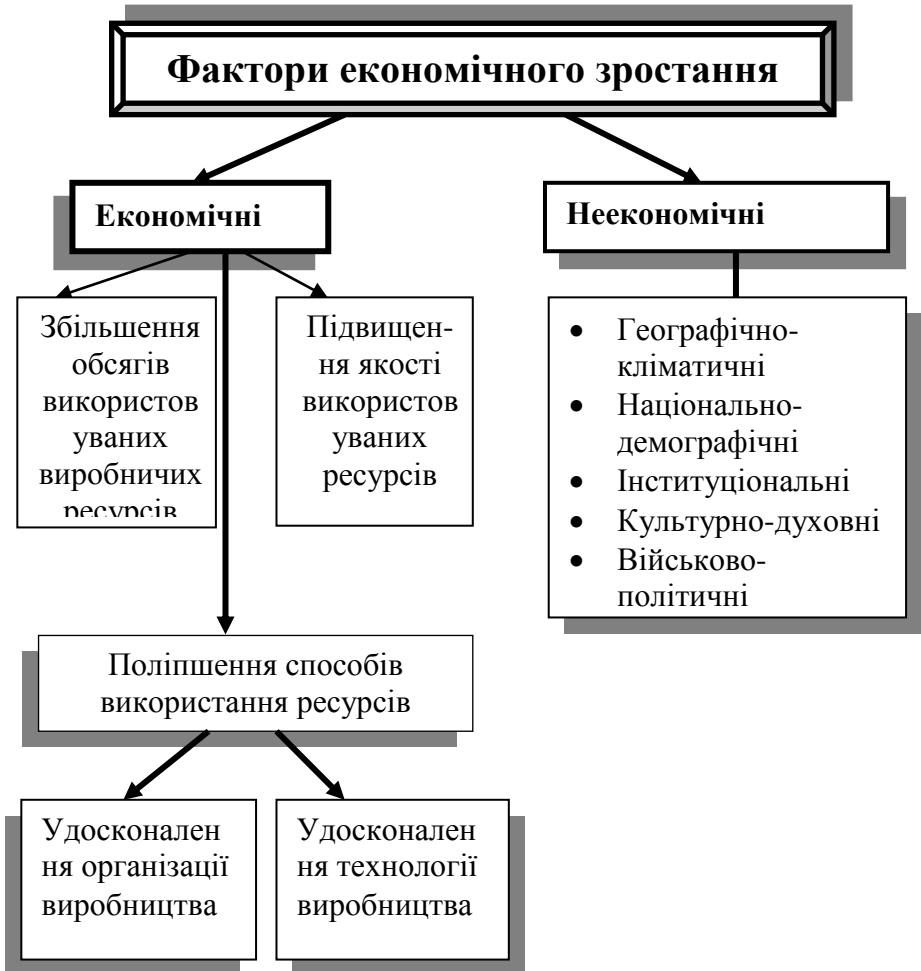 Фактори економічного зростання
Економічні
Неекономічні
Збільшення
обсягів
використов
уваних
виробничих
ресурсів
Підвищен-
ня якості
використов
уваних
ресурсів
• Географічно-
кліматичні
• Національно-
демографічні
• Інституціональні
• Культурно-духовні
• Військово-
політичні
Поліпшення способів
використання ресурсів
Удосконален
ня організації
виробництва
Удосконален
ня технології
виробництва